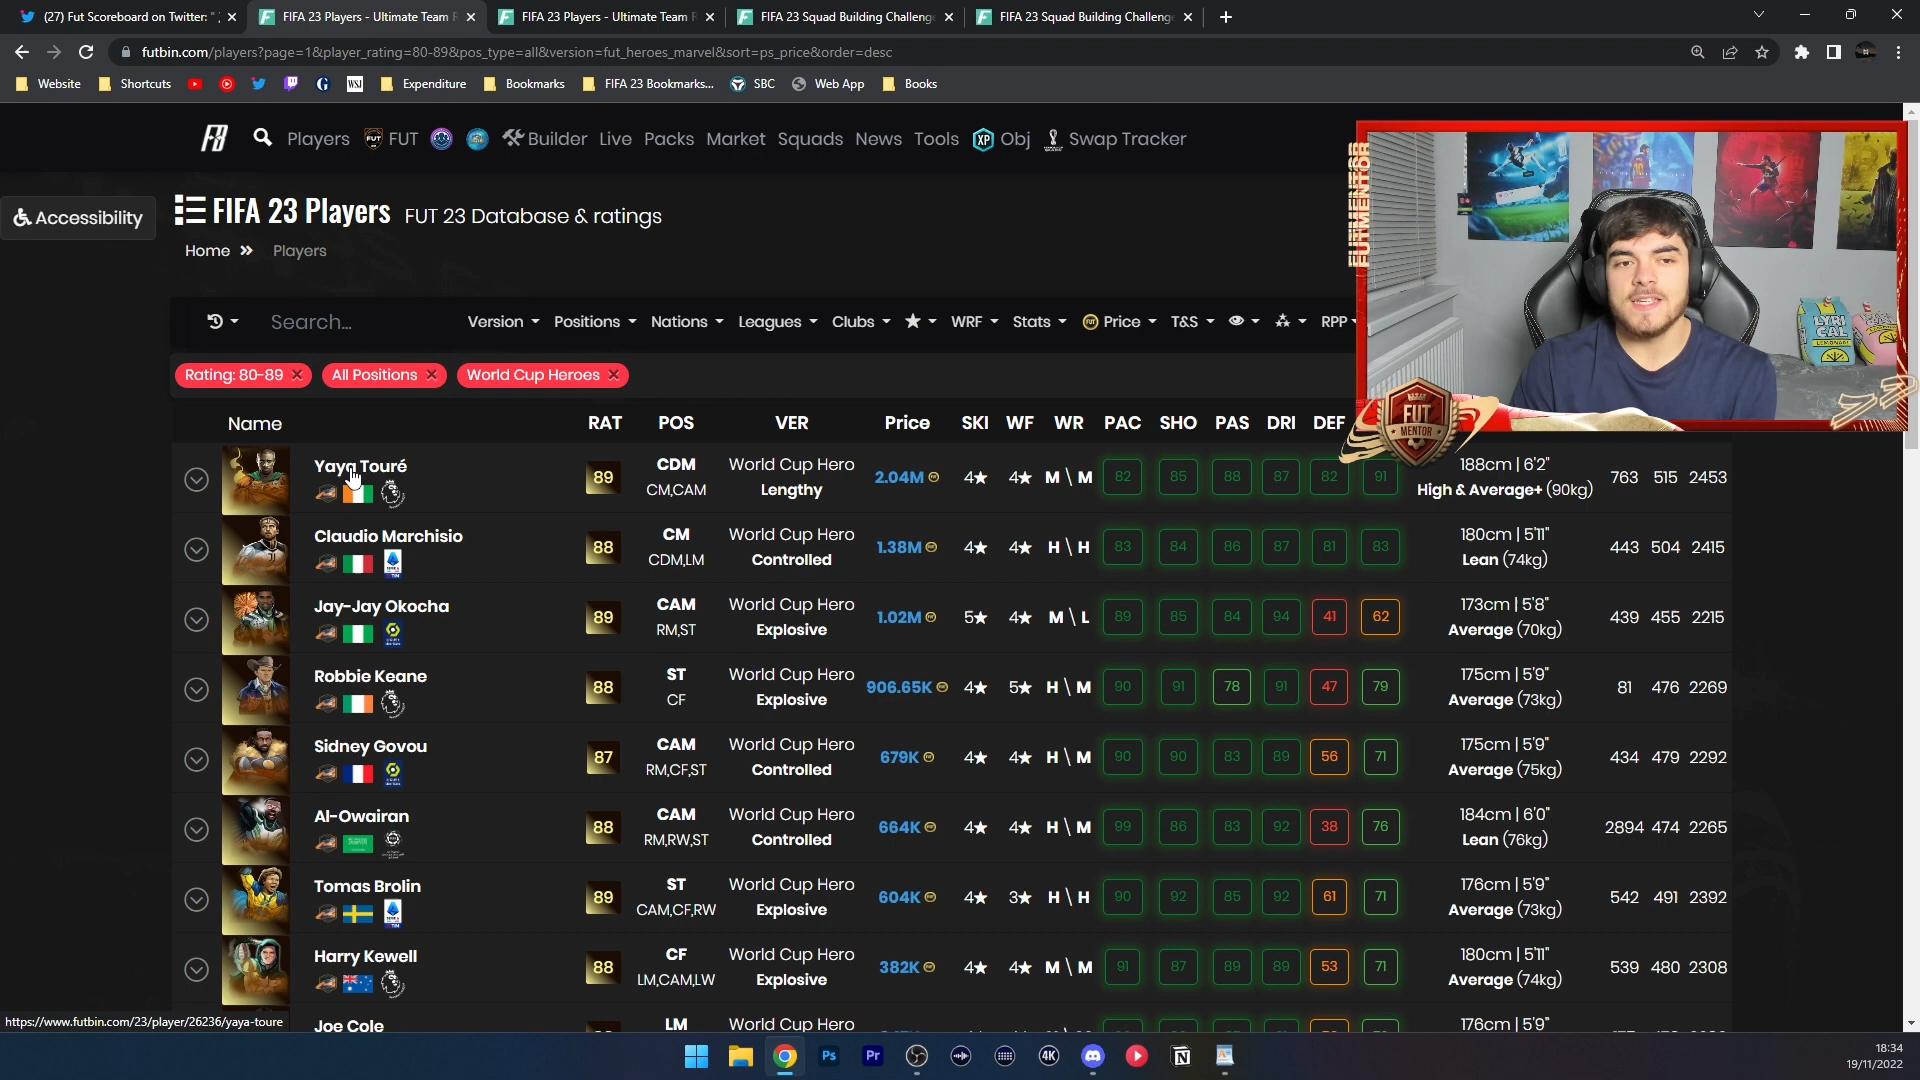 (27) Fut Scoreboard on Twitter: "
FIFA 23 Players - Ultimate Team
FIFA 23 Players - Ultimate Team
FIFA 23 Squad Building Challeng
FIFA 23 Squad Building Challeng
futbin.com/players?page=1&player_rating=80-89&pos_type=all&version=fut_heroes_marvel&sort=ps_price&order=desc
Website Shortcuts WSJ Expenditure Bookmarks FIFA 23 Bookmarks... SBC Web App Books
Players FUT Builder Live Packs Market Squads News Tools XP Obj Swap Tracker
Accessibility
FIFA 23 Players FUT 23 Database & ratings
Home » Players
Search... Version Positions Nations Leagues Clubs WRF Stats Price T&S RPP
Rating: 80-89 All Positions World Cup Heroes
FUTMENTOR
LYRICAL LEMONADE
FUT MENTOR
Name RAT POS VER Price SKI WF WR PAC SHO PAS DRI DEF
Yaya Touré 89 CDM CM,CAM World Cup Hero Lengthy 2.04M 4★ 4★ M \ M 82 85 88 87 82 91 188cm | 6'2" High & Average+ (90kg) 763 515 2453
Claudio Marchisio 88 CM CDM,LM World Cup Hero Controlled 1.38M 4★ 4★ H \ H 83 84 86 87 81 83 180cm | 5'11" Lean (74kg) 443 504 2415
Jay-Jay Okocha 89 CAM RM,ST World Cup Hero Explosive 1.02M 5★ 4★ M \ L 89 85 84 94 41 62 173cm | 5'8" Average (70kg) 439 455 2215
Robbie Keane 88 ST CF World Cup Hero Explosive 906.65K 4★ 5★ H \ M 90 91 78 91 47 79 175cm | 5'9" Average (73kg) 81 476 2269
Sidney Govou 87 CAM RM,CF,ST World Cup Hero Controlled 679K 4★ 4★ H \ M 90 90 83 89 56 71 175cm | 5'9" Average (75kg) 434 479 2292
Al-Owairan 88 CAM RM,RW,ST World Cup Hero Controlled 664K 4★ 4★ H \ M 99 86 83 92 38 76 184cm | 6'0" Lean (76kg) 2894 474 2265
Tomas Brolin 89 ST CAM,CF,RW World Cup Hero Explosive 604K 4★ 3★ H \ H 90 92 85 92 61 71 176cm | 5'9" Average (73kg) 542 491 2392
Harry Kewell 88 CF LM,CAM,LW World Cup Hero Explosive 382K 4★ 4★ M \ M 91 87 89 89 53 71 180cm | 5'11" Average (74kg) 539 480 2308
Joe Cole LM World Cup Hero 176cm | 5'9"
https://www.futbin.com/23/player/26236/yaya-toure
Ps Pr 4K
18:34
19/11/2022